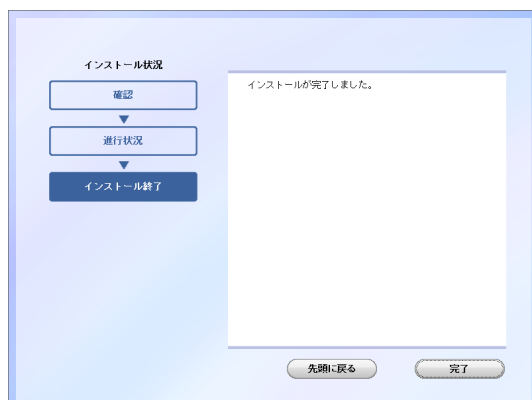 インストール状況
確認
進行状況
インストール終了
インストールが完了しました。
先頭に戻る
完了